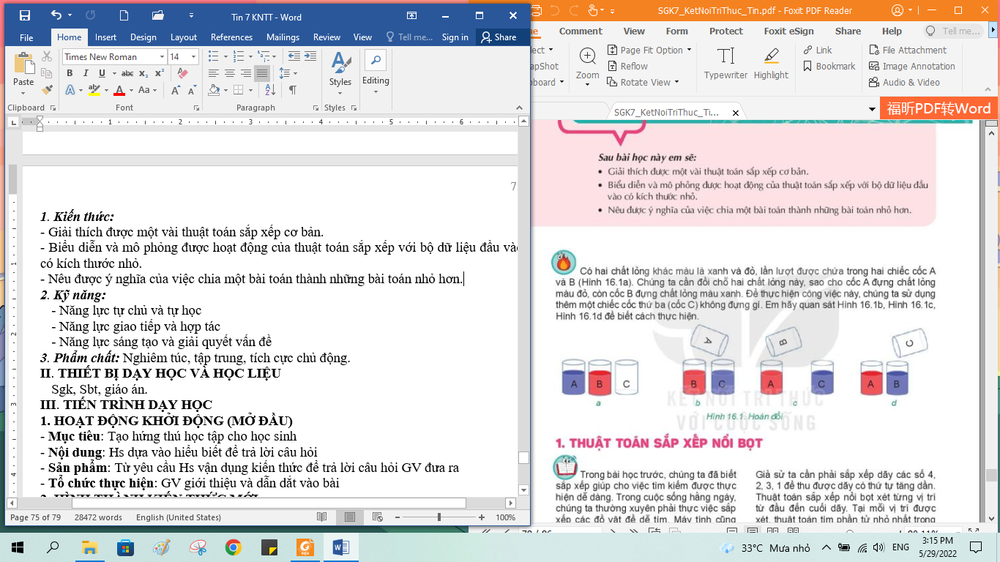 Tin 7 KNTT - Word
File Home Insert Design Layout References Mailings Review View Tell me... Sign in Share
Times New Roman 14
Paste
Styles
Editing
Clipboard Font Paragraph Styles
7
1. Kiến thức:
- Giải thích được một vài thuật toán sắp xếp cơ bản.
- Biểu diễn và mô phỏng được hoạt động của thuật toán sắp xếp với bộ dữ liệu đầu vào
có kích thước nhỏ.
- Nêu được ý nghĩa của việc chia một bài toán thành những bài toán nhỏ hơn.
2. Kỹ năng:
- Năng lực tự chủ và tự học
- Năng lực giao tiếp và hợp tác
- Năng lực sáng tạo và giải quyết vấn đề
3. Phẩm chất: Nghiêm túc, tập trung, tích cực chủ động.
II. THIẾT BỊ DẠY HỌC VÀ HỌC LIỆU
Sgk, Sbt, giáo án.
III. TIẾN TRÌNH DẠY HỌC
1. HOẠT ĐỘNG KHỞI ĐỘNG (MỞ ĐẦU)
- Mục tiêu: Tạo hứng thú học tập cho học sinh
- Nội dung: Hs dựa vào hiểu biết để trả lời câu hỏi
- Sản phẩm: Từ yêu cầu Hs vận dụng kiến thức để trả lời câu hỏi GV đưa ra
- Tổ chức thực hiện: GV giới thiệu và dẫn dắt vào bài
2. HÌNH THÀNH KIẾN THỨC MỚI
Page 75 of 79 28472 words English (United States) 100%
SGK7_KetNoiTriThuc_Tin.pdf - Foxit PDF Reader
Comment View Form Protect Foxit eSign Share Help Tell me...
Zoom
Page Fit Option
Reflow
Rotate View
Typewriter
Highlight
Link
Bookmark
File Attachment
Image Annotation
Audio & Video
SGK7_KetNoiTriThuc_Ti...
福昕PDF转Word
Sau bài học này em sẽ:
• Giải thích được một vài thuật toán sắp xếp cơ bản.
• Biểu diễn và mô phỏng được hoạt động của thuật toán sắp xếp với bộ dữ liệu đầu
vào có kích thước nhỏ.
• Nêu được ý nghĩa của việc chia một bài toán thành những bài toán nhỏ hơn.
Có hai chất lỏng khác màu là xanh và đỏ, lần lượt được chứa trong hai chiếc cốc A
và B (Hình 16.1a). Chúng ta cần đổi chỗ hai chất lỏng này, sao cho cốc A đựng chất lỏng
màu đỏ, còn cốc B đựng chất lỏng màu xanh. Để thực hiện công việc này, chúng ta sử dụng
thêm một chiếc cốc thứ ba (cốc C) không đựng gì. Em hãy quan sát Hình 16.1b, Hình 16.1c,
Hình 16.1d để biết cách thực hiện.
A B C
A B C B C A C A B
a b c d
KẾT NỐI TRI THỨC
VỚI CUỘC SỐNG
Hình 16.1. Hoán đổi
1. THUẬT TOÁN SẮP XẾP NỔI BỌT
Trong bài học trước, chúng ta đã biết
sắp xếp giúp cho việc tìm kiếm được thực
hiện dễ dàng. Trong cuộc sống hằng ngày,
chúng ta thường xuyên phải thực việc sắp
xếp các đồ vật để dễ tìm. Máy tính cũng
Giả sử ta cần phải sắp xếp dãy các số 4,
2, 3, 1 để thu được dãy có thứ tự tăng dần.
Thuật toán sắp xếp nổi bọt xét từng vị trí
từ đầu đến cuối dãy. Tại mỗi vị trí được
xét, thuật toán tìm phần tử nhỏ nhất trong
33°C Mưa nhỏ
ENG
3:15 PM
5/29/2022